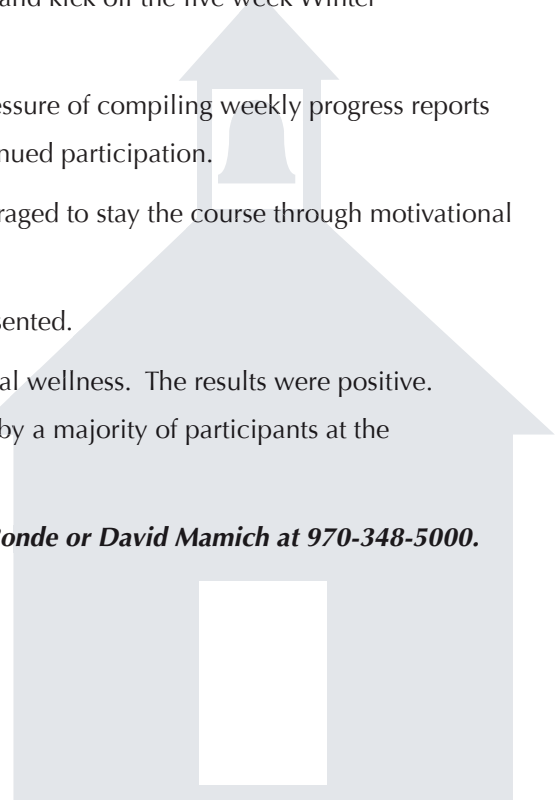 and kick off the five week Winter
essure of compiling weekly progress reports
nued participation.
raged to stay the course through motivational
sented.
al wellness. The results were positive.
by a majority of participants at the
onde or David Mamich at 970-348-5000.